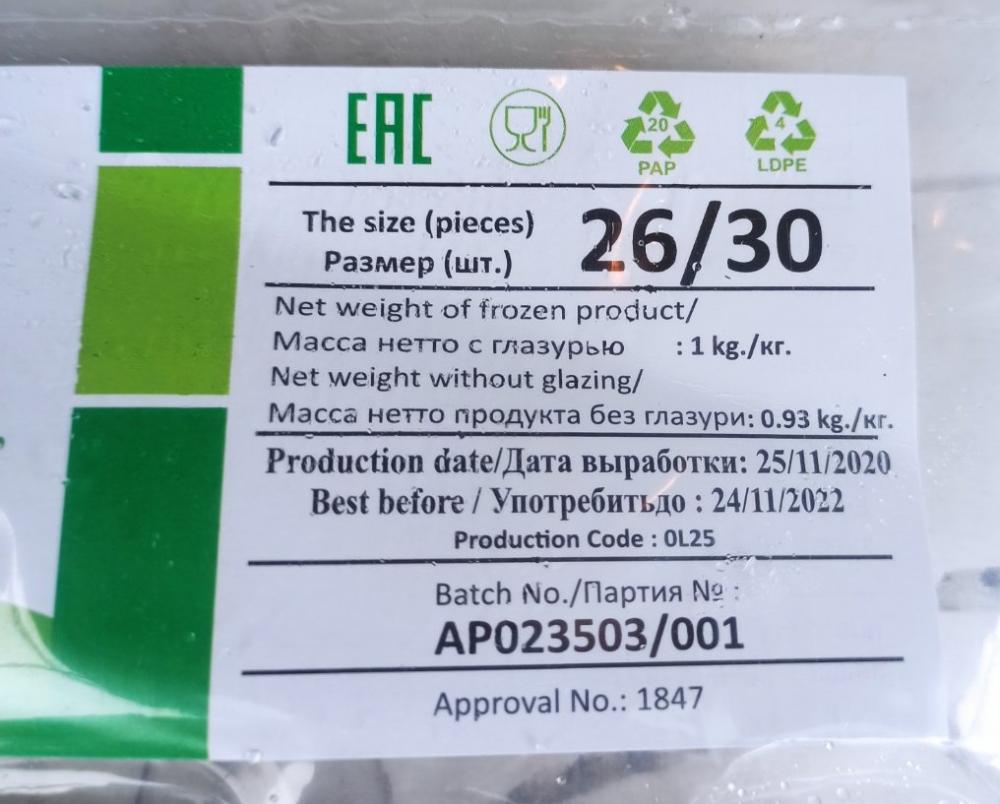 EAC
20
PAP
4
LDPE
The size (pieces)
Размер (шт.)
26/30
Net weight of frozen product/
Масса нетто с глазурью : 1 kg./кг.
Net weight without glazing/
Масса нетто продукта без глазури: 0.93 kg./кг.
Production date/Дата выработки: 25/11/2020
Best before / Употребитьдо : 24/11/2022
Production Code : 0L25
Batch No./Партия № :
AP023503/001
Approval No.: 1847